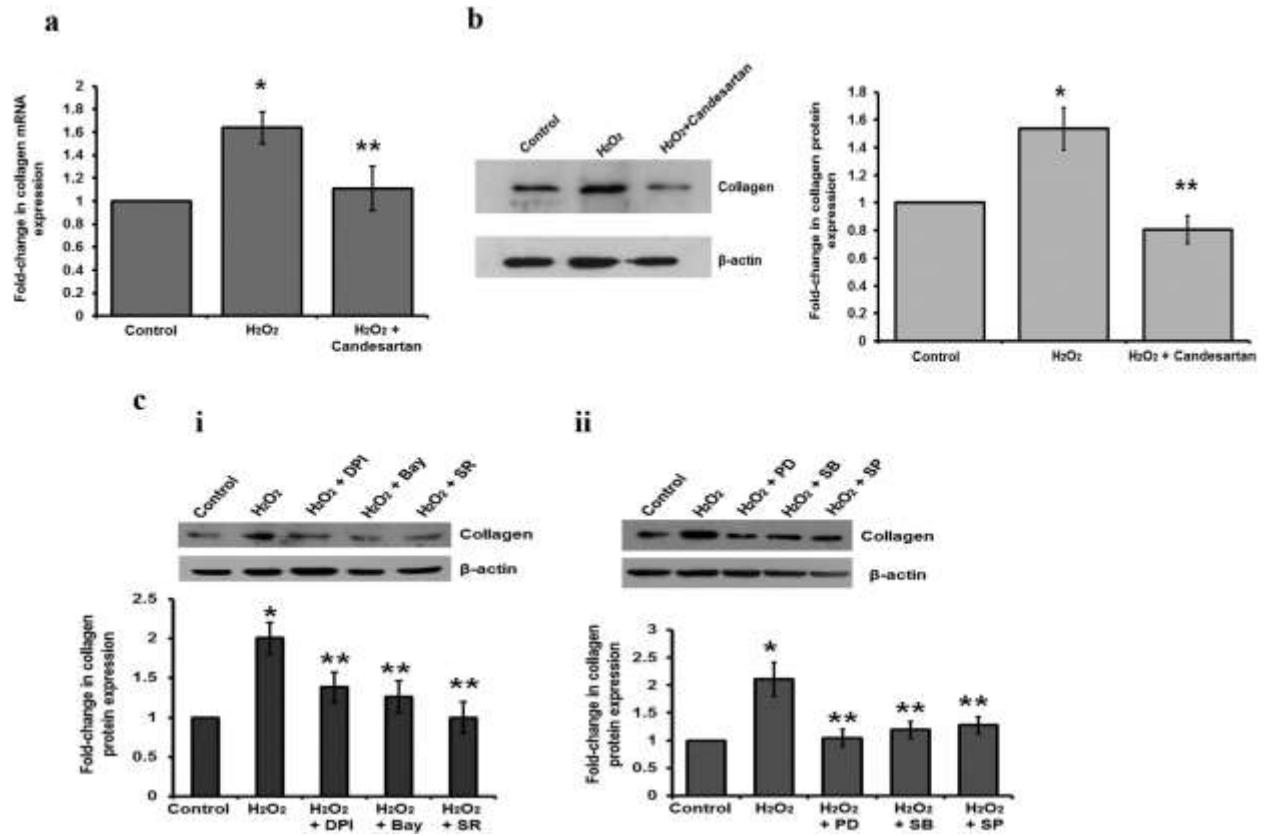 a
Fold-change in collagen mRNA
expression
2
1.8
1.6
1.4
1.2
1
0.8
0.6
0.4
0.2
0
*
**
Control
H₂O₂
H₂O₂ +
Candesartan
b
Control
H₂O₂
H₂O₂+Candesartan
Collagen
β-actin
Fold-change in collagen protein
expression
1.8
1.6
1.4
1.2
1
0.8
0.6
0.4
0.2
0
*
**
Control
H₂O₂
H₂O₂ + Candesartan
c
i
Control
H₂O₂
H₂O₂ + DPI
H₂O₂ + Bay
H₂O₂ + SR
Collagen
β-actin
Fold-change in collagen
protein expression
2.5
2
1.5
1
0.5
0
*
**
**
**
Control
H₂O₂
H₂O₂
+ DPI
H₂O₂
+ Bay
H₂O₂
+ SR
ii
Control
H₂O₂
H₂O₂ + PD
H₂O₂ + SB
H₂O₂ + SP
Collagen
β-actin
Fold-change in collagen
protein expression
3
2.5
2
1.5
1
0.5
0
*
**
**
**
Control
H₂O₂
H₂O₂
+ PD
H₂O₂
+ SB
H₂O₂
+ SP